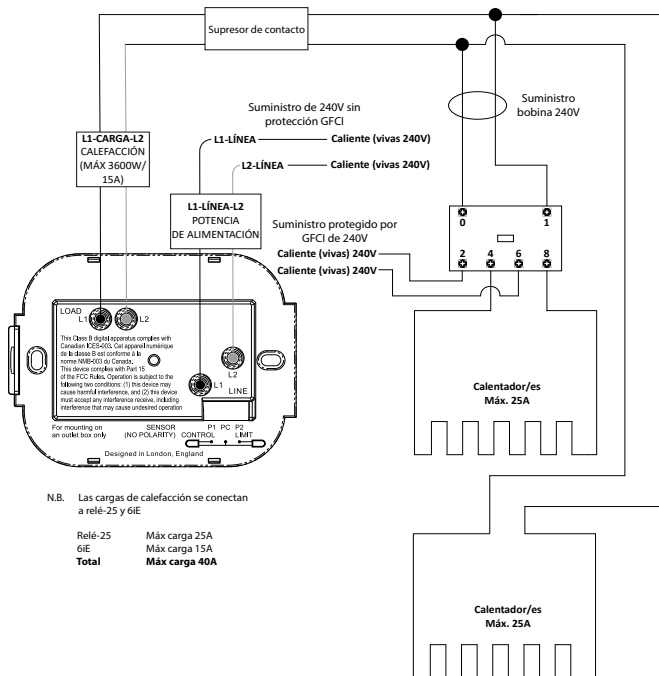 Supresor de contacto
Suministro
bobina 240V
Suministro de 240V sin
protección GFCI
L1-LÍNEA
Caliente (vivas 240V)
L2-LÍNEA
Caliente (vivas 240V)
L1-CARGA-L2
CALEFACCIÓN
(MÁX 3600W/
15A)
L1-LÍNEA-L2
POTENCIA
DE ALIMENTACIÓN
Suministro protegido por
GFCI de 240V
Caliente (vivas) 240V
Caliente (vivas) 240V
0 1
2 4 6 8
LOAD
L1 L2
This Class B digital apparatus complies with
Canadian ICES-003. Cet appareil numérique
de la classe B est conforme à la
norme NMB-003 du Canada.
This device complies with Part 15
of the FCC Rules. Operation is subject to the
following two conditions: (1) this device may
cause harmful interference, and (2) this device
must accept any interference receive, including
interference that may cause undesired operation
L2
L1
LINE
For mounting on
an outlet box only
SENSOR
(NO POLARITY)
P1 PC P2
CONTROL LIMIT
Designed in London, England
Calentador/es
Máx. 25A
N.B. Las cargas de calefacción se conectan
a relé-25 y 6iE
Relé-25 Máx carga 25A
6iE Máx carga 15A
Total Máx carga 40A
Calentador/es
Máx. 25A